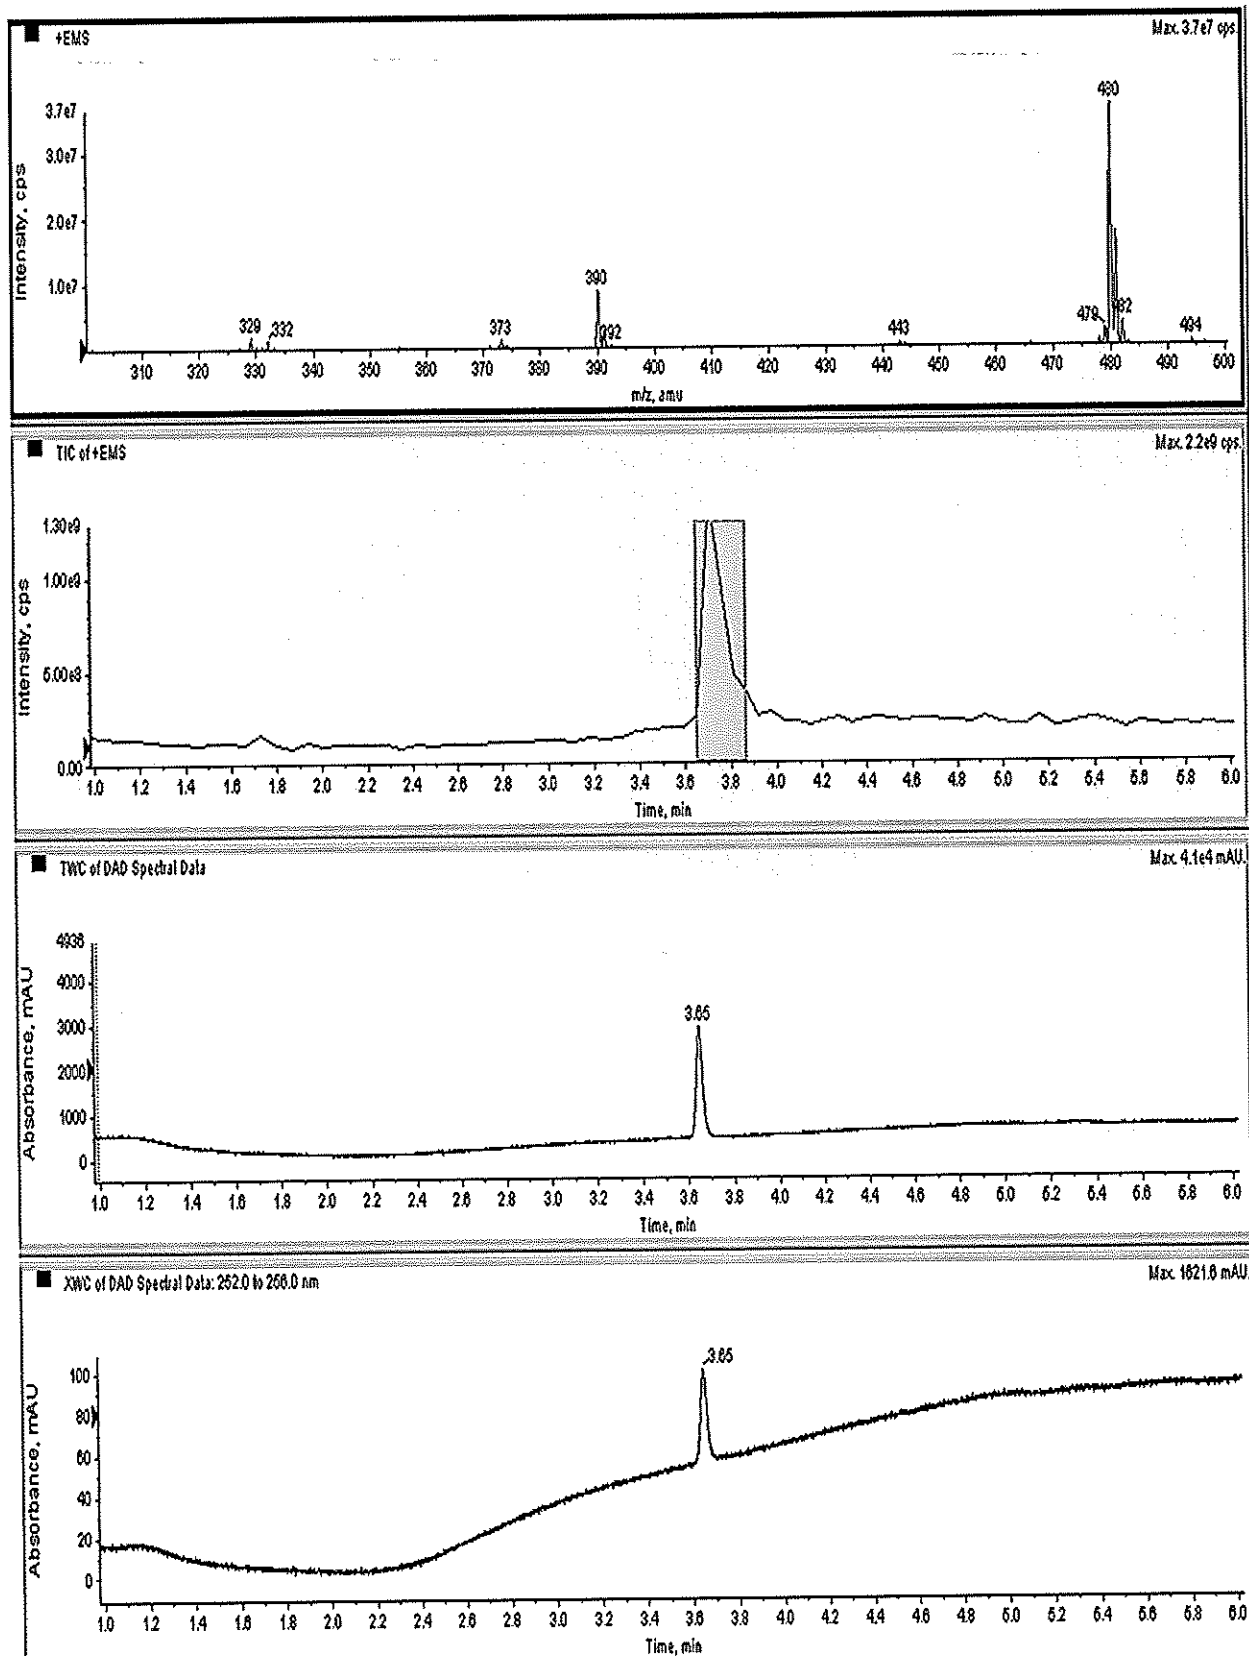 +EMS
Max. 3.7e7 cps.
480
3.7e7
3.0e7
2.0e7
1.0e7
Intensity, cps
329
332
373
390
392
443
479
482
494
310 320 330 340 350 360 370 380 390 400 410 420 430 440 450 460 470 480 490 500
m/z, amu
TIC of +EMS
Max. 2.2e9 cps.
1.30e9
1.00e9
5.00e8
0.00
Intensity, cps
1.0 1.2 1.4 1.6 1.8 2.0 2.2 2.4 2.6 2.8 3.0 3.2 3.4 3.6 3.8 4.0 4.2 4.4 4.6 4.8 5.0 5.2 5.4 5.6 5.8 6.0
Time, min
TWC of DAD Spectral Data
Max. 4.1e4 mAU.
4936
4000
3000
2000
1000
0
Absorbance, mAU
3.65
1.0 1.2 1.4 1.6 1.8 2.0 2.2 2.4 2.6 2.8 3.0 3.2 3.4 3.6 3.8 4.0 4.2 4.4 4.6 4.8 5.0 5.2 5.4 5.6 5.8 6.0
Time, min
XWC of DAD Spectral Data: 252.0 to 256.0 nm
Max. 1621.6 mAU.
100
80
60
40
20
0
Absorbance, mAU
3.65
1.0 1.2 1.4 1.6 1.8 2.0 2.2 2.4 2.6 2.8 3.0 3.2 3.4 3.6 3.8 4.0 4.2 4.4 4.6 4.8 5.0 5.2 5.4 5.6 5.8 6.0
Time, min